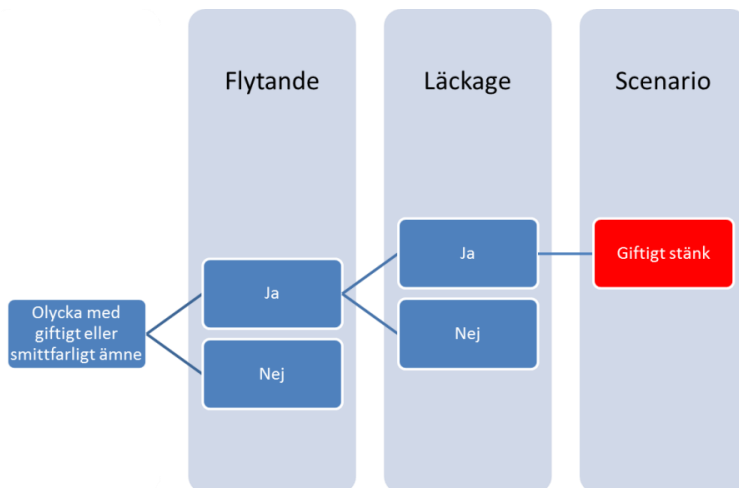 Flytande
Läckage
Scenario
Olycka med
giftigt eller
smittfarligt ämne
Ja
Nej
Ja
Nej
Giftigt stänk